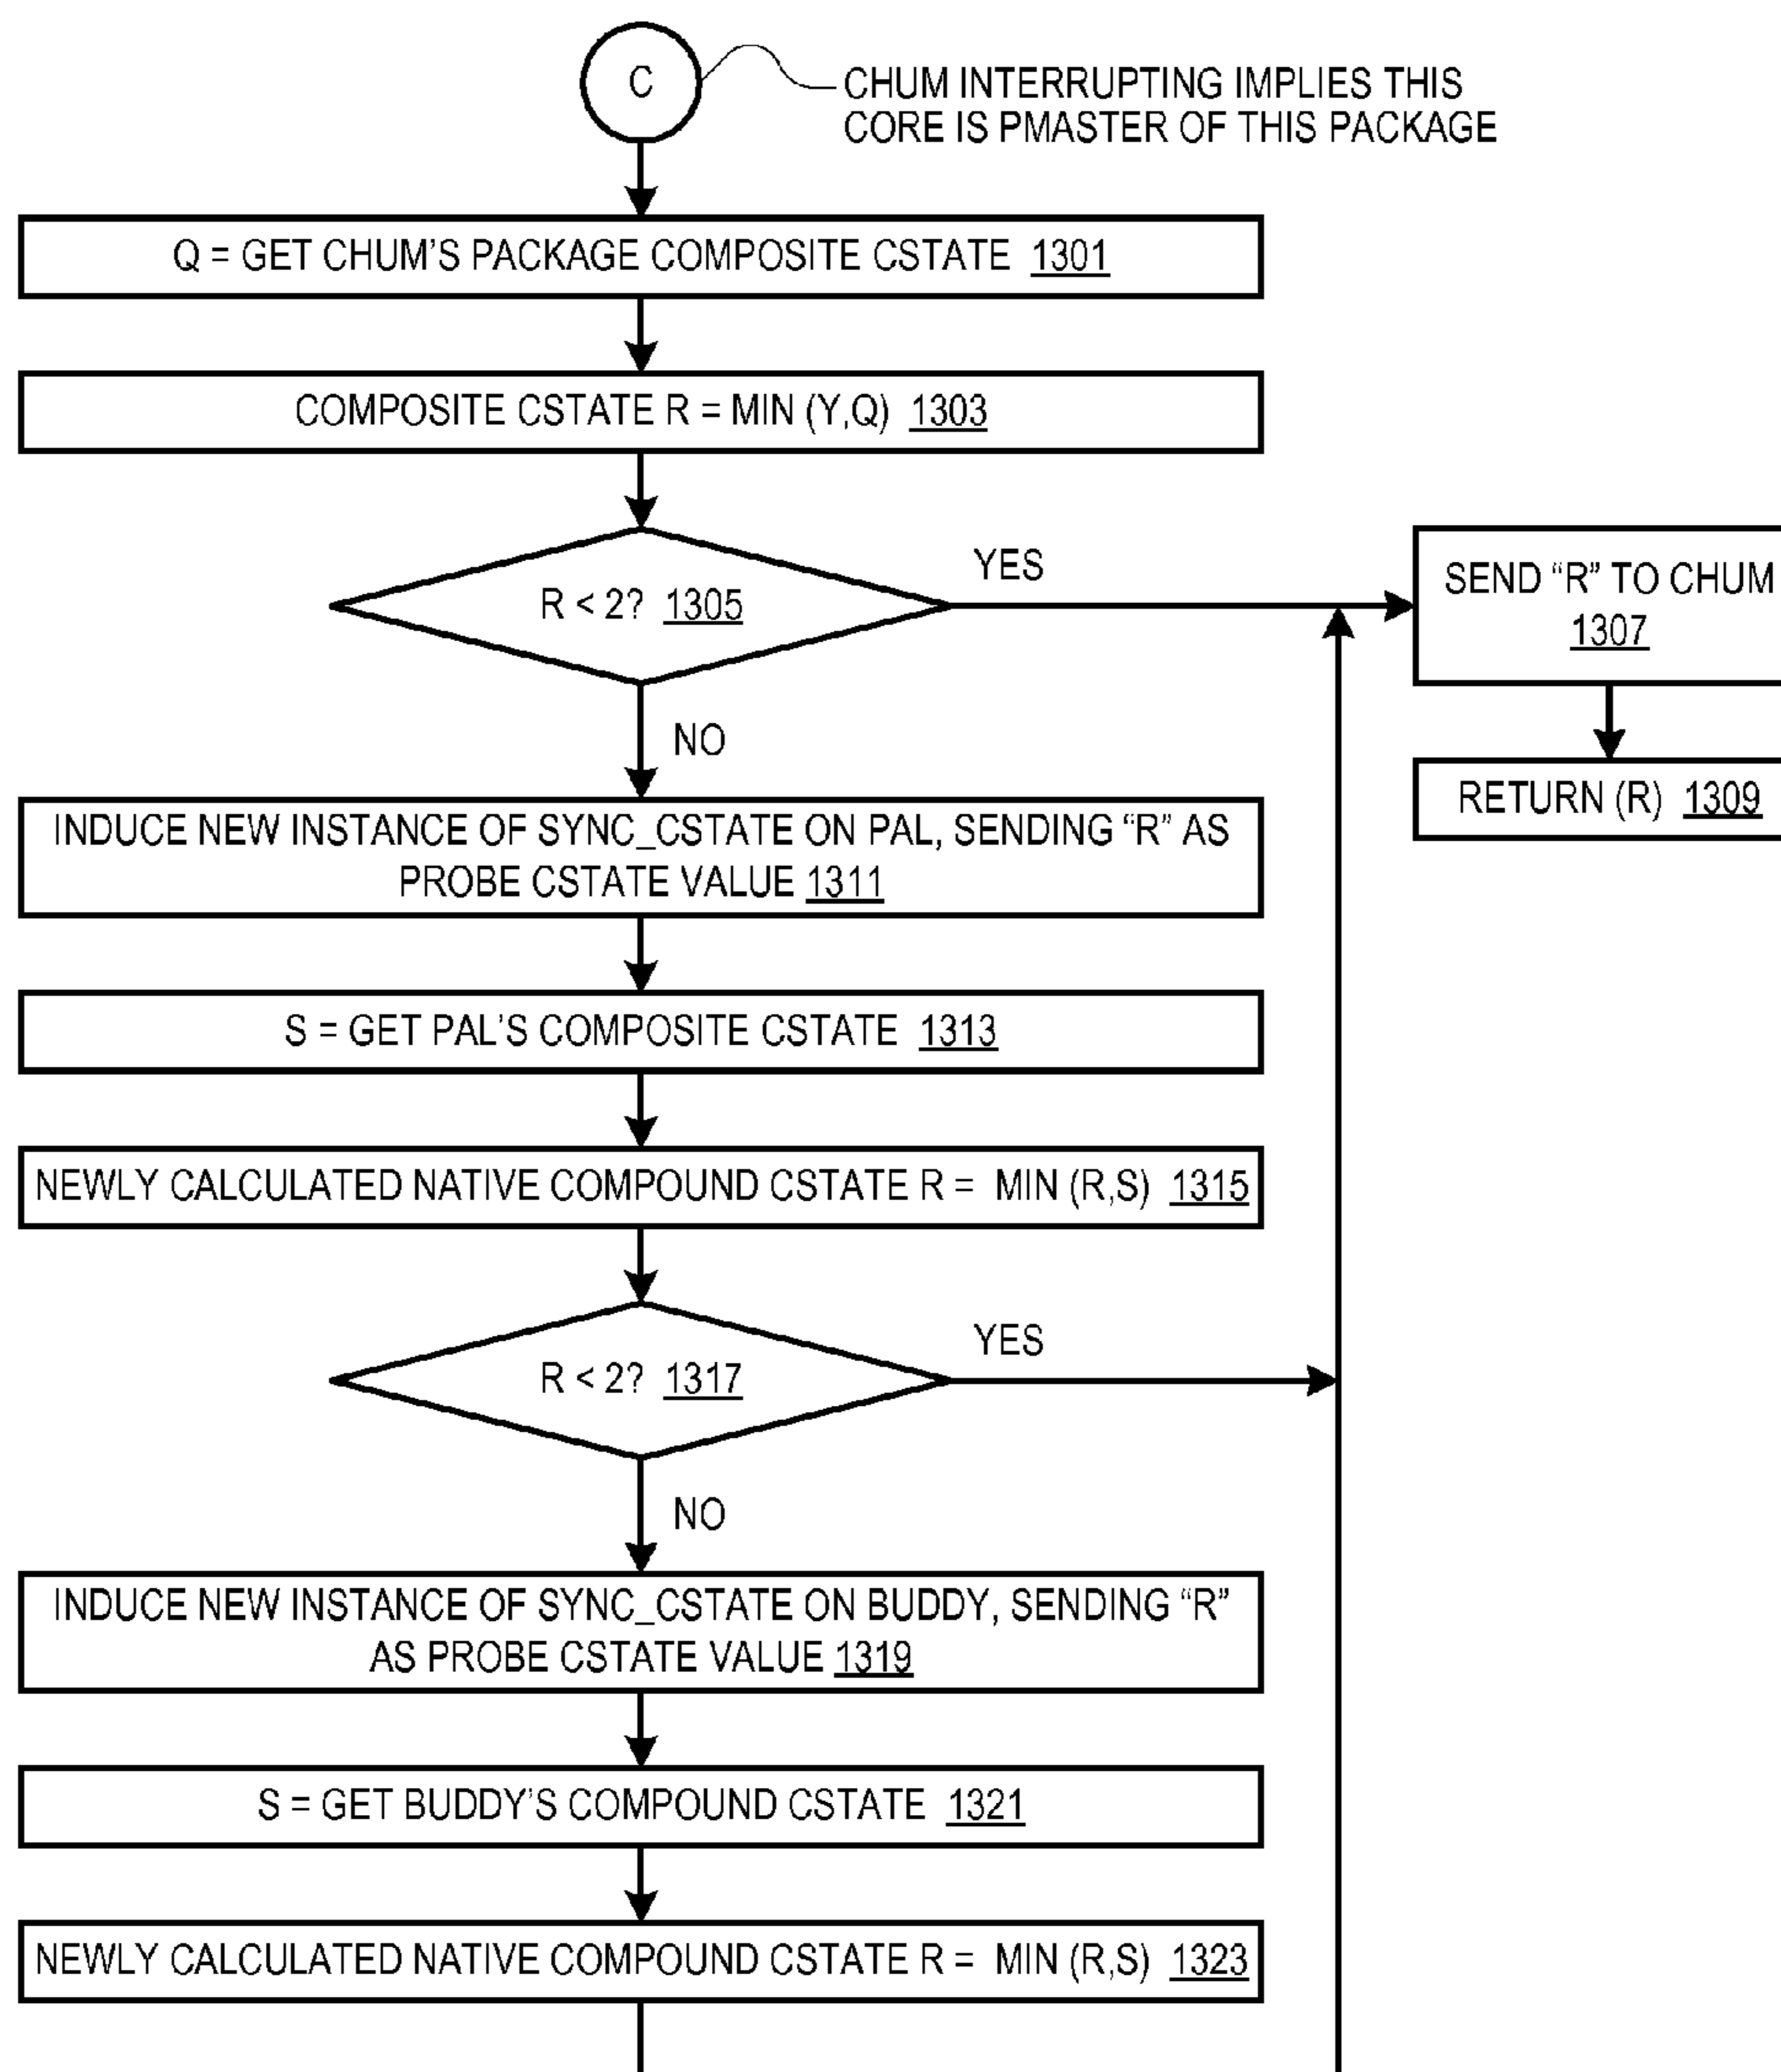 C
CHUM INTERRUPTING IMPLIES THIS
CORE IS PMASTER OF THIS PACKAGE
Q = GET CHUM'S PACKAGE COMPOSITE CSTATE 1301
COMPOSITE CSTATE R = MIN (Y,Q) 1303
R < 2? 1305
YES
SEND “R” TO CHUM
1307
RETURN (R) 1309
NO
INDUCE NEW INSTANCE OF SYNC_CSTATE ON PAL, SENDING “R” AS
PROBE CSTATE VALUE 1311
S = GET PAL'S COMPOSITE CSTATE 1313
NEWLY CALCULATED NATIVE COMPOUND CSTATE R = MIN (R,S) 1315
R < 2? 1317
YES
NO
INDUCE NEW INSTANCE OF SYNC_CSTATE ON BUDDY, SENDING “R”
AS PROBE CSTATE VALUE 1319
S = GET BUDDY'S COMPOUND CSTATE 1321
NEWLY CALCULATED NATIVE COMPOUND CSTATE R = MIN (R,S) 1323